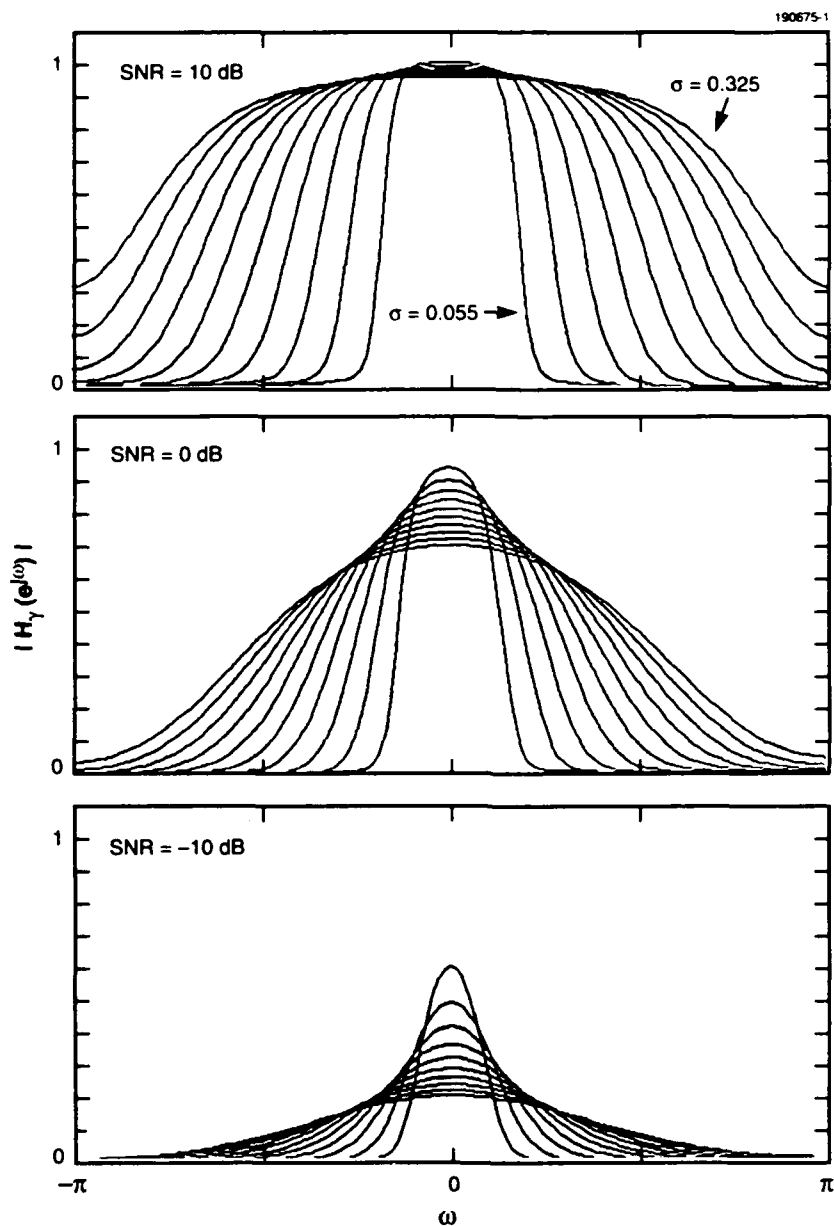 190675-1
1
SNR = 10 dB
σ = 0.325
σ = 0.055
0
1
SNR = 0 dB
| Hγ (e^jω) |
0
1
SNR = −10 dB
0
−π
0
π
ω